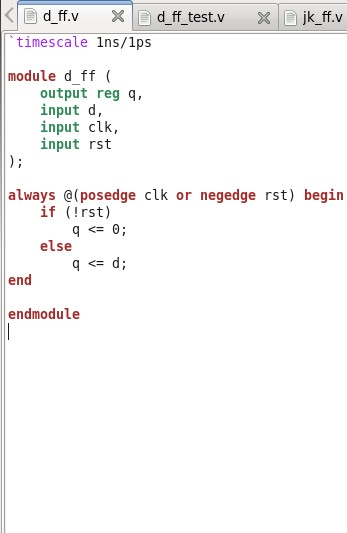 d_ff.v d_ff_test.v jk_ff.v
`timescale 1ns/1ps
module d_ff (
    output reg q,
    input d,
    input clk,
    input rst
);
always @(posedge clk or negedge rst) begin
    if (!rst)
        q <= 0;
    else
        q <= d;
end
endmodule